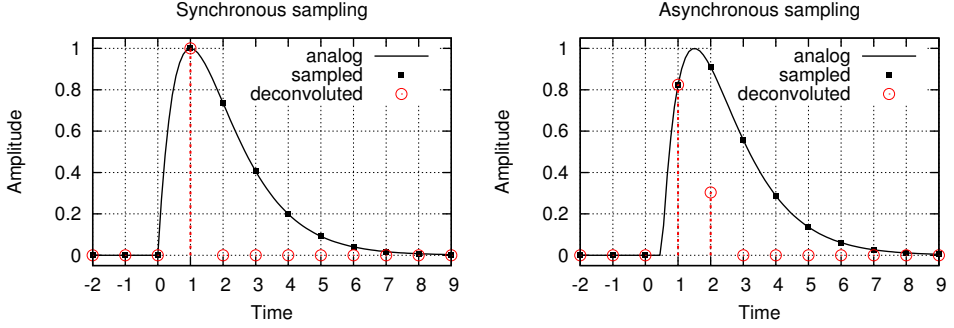 Synchronous sampling
1
0.8
0.6
0.4
0.2
0
-2 -1 0 1 2 3 4 5 6 7 8 9
Amplitude
Time
analog
sampled
deconvoluted
Asynchronous sampling
1
0.8
0.6
0.4
0.2
0
-2 -1 0 1 2 3 4 5 6 7 8 9
Amplitude
Time
analog
sampled
deconvoluted